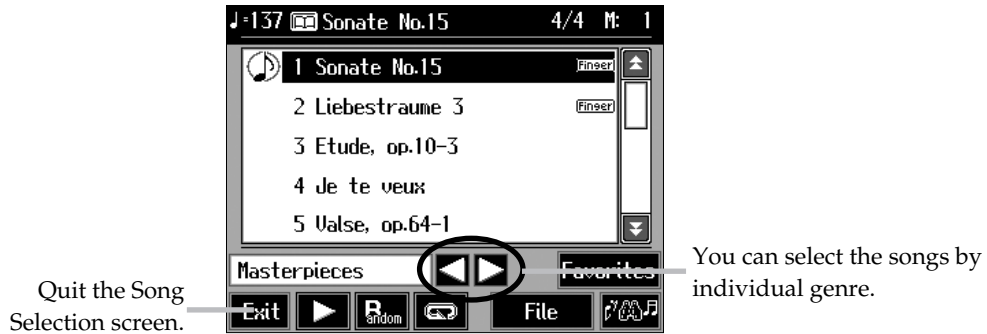 ♩=137 Sonate No.15 4/4 M: 1
1 Sonate No.15 Finger
2 Liebestraume 3 Finger
3 Etude, op.10-3
4 Je te veux
5 Valse, op.64-1
Masterpieces Favorites
Exit Random File
Quit the Song
Selection screen.
You can select the songs by
individual genre.